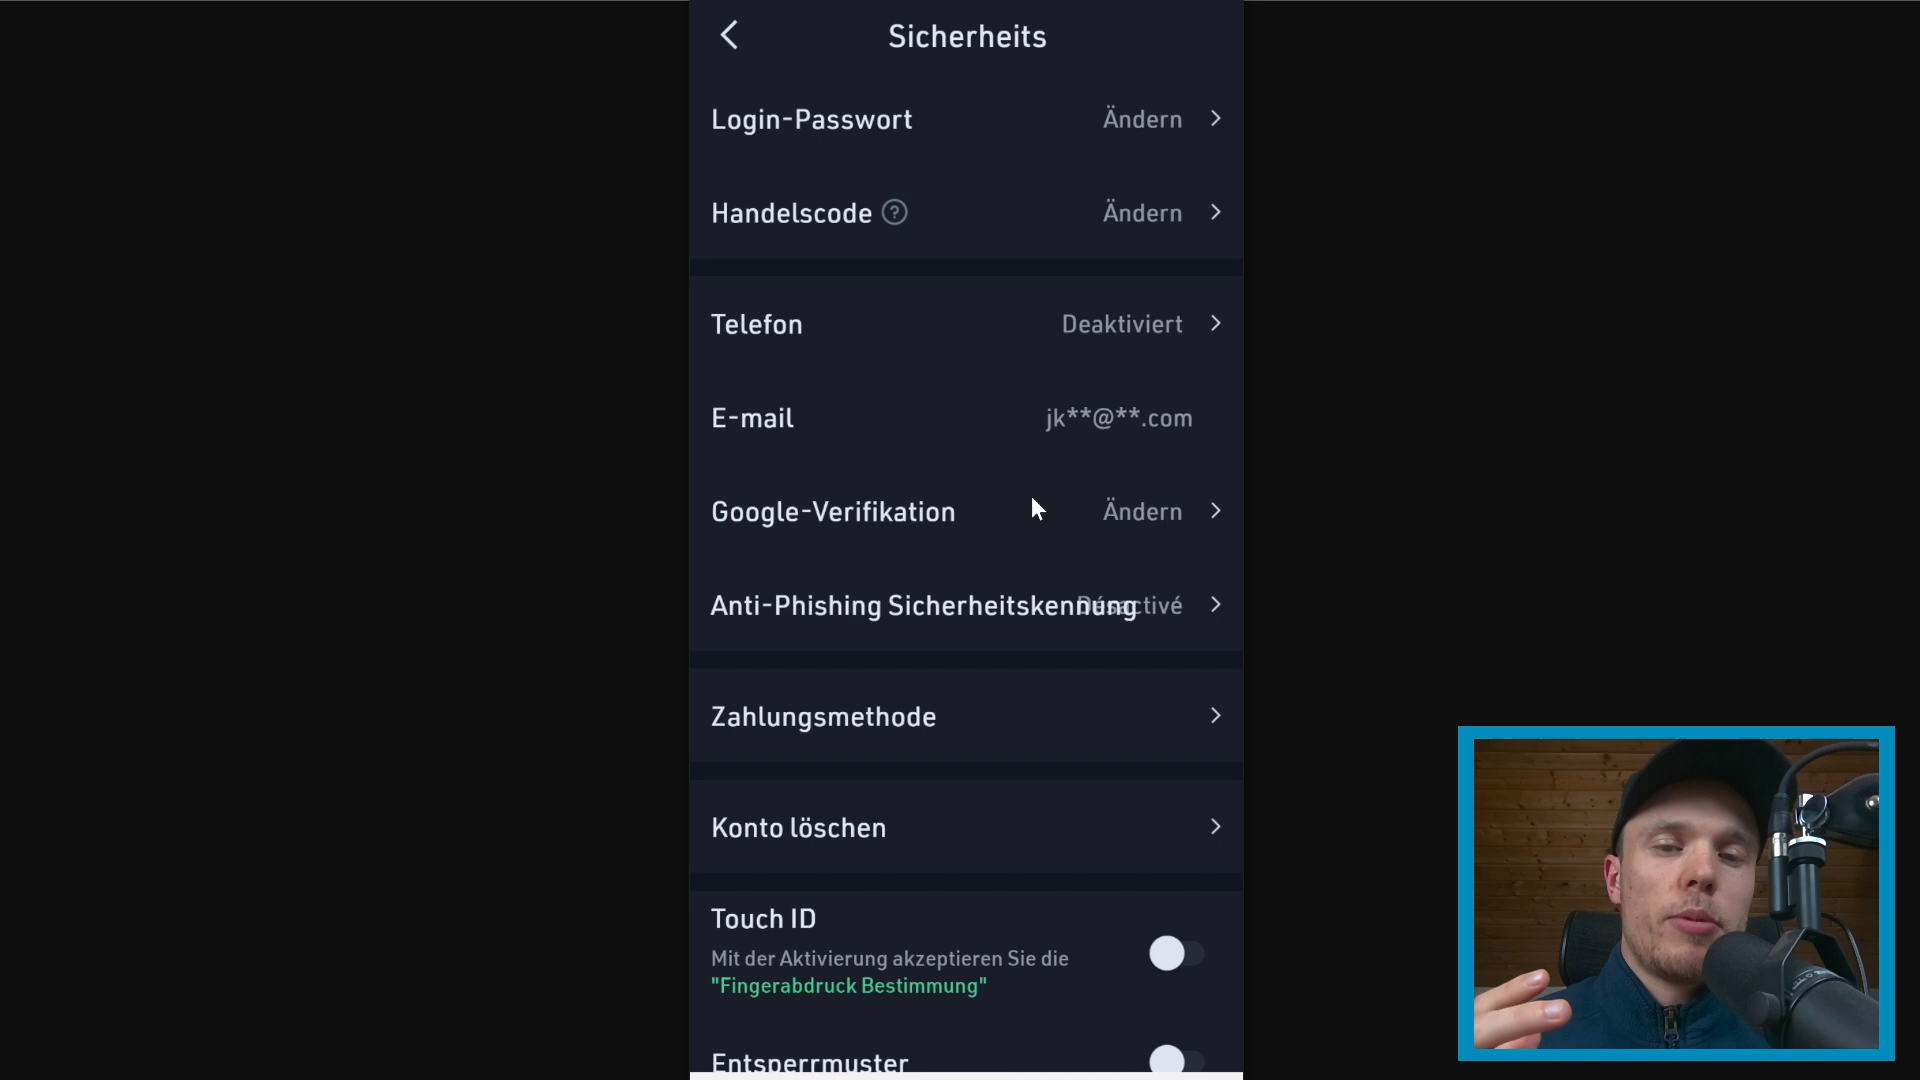 Sicherheits
Login-Passwort Ändern
Handelscode ? Ändern
Telefon Deaktiviert
E-mail jk**@**.com
Google-Verifikation Ändern
Anti-Phishing Sicherheitskennung Désactivé
Zahlungsmethode
Konto löschen
Touch ID
Mit der Aktivierung akzeptieren Sie die
"Fingerabdruck Bestimmung"
Entsperrmuster